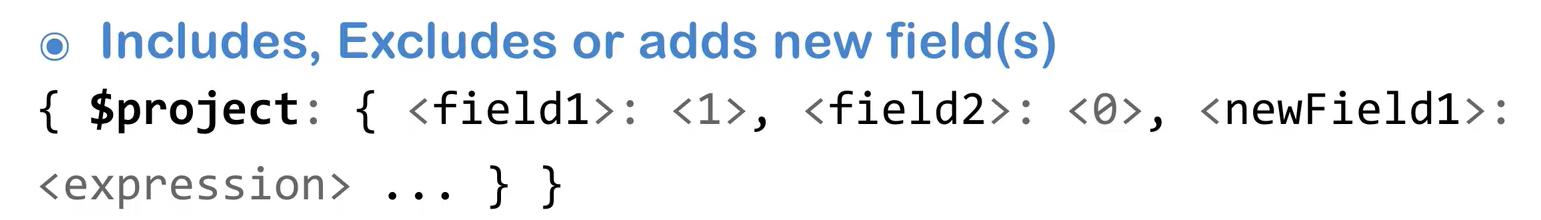 ◉ Includes, Excludes or adds new field(s)
{ $project: { <field1>: <1>, <field2>: <0>, <newField1>:
<expression> ... } }